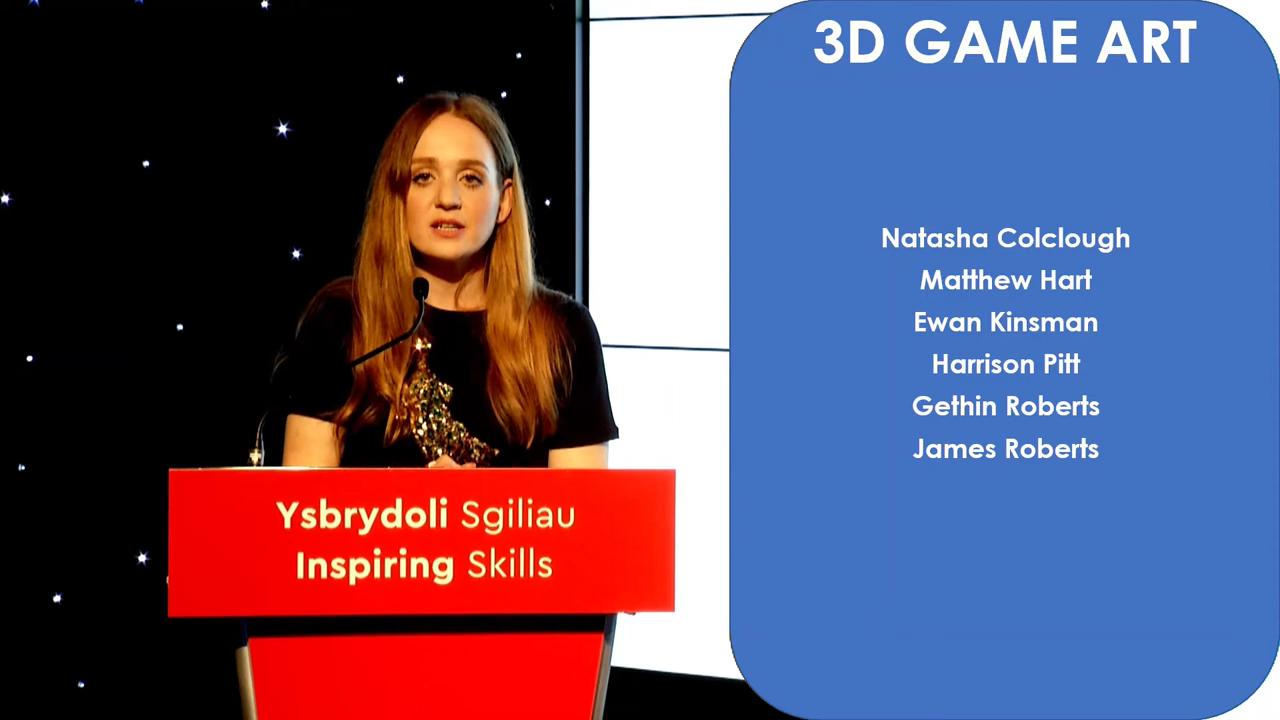 3D GAME ART
Natasha Colclough
Matthew Hart
Ewan Kinsman
Harrison Pitt
Gethin Roberts
James Roberts
Ysbrydoli Sgiliau
Inspiring Skills